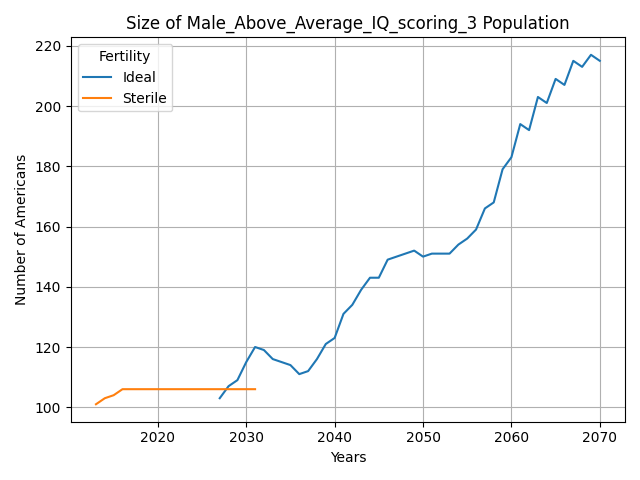 Size of Male_Above_Average_IQ_scoring_3 Population
Fertility
Ideal
Sterile
Number of Americans
220
200
180
160
140
120
100
2020 2030 2040 2050 2060 2070
Years